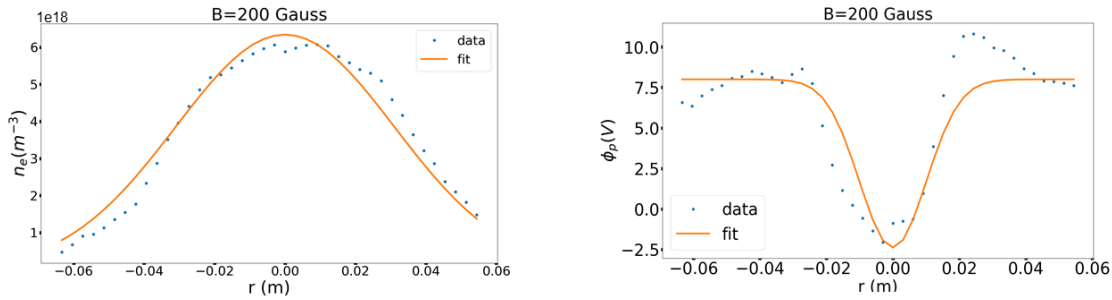 B=200 Gauss
1e18
6
5
4
3
2
1
n_e(m^{-3})
data
fit
−0.06 −0.04 −0.02 0.00 0.02 0.04 0.06
r (m)
B=200 Gauss
10.0
7.5
5.0
2.5
0.0
−2.5
ϕ_p(V)
data
fit
−0.06 −0.04 −0.02 0.00 0.02 0.04 0.06
r (m)